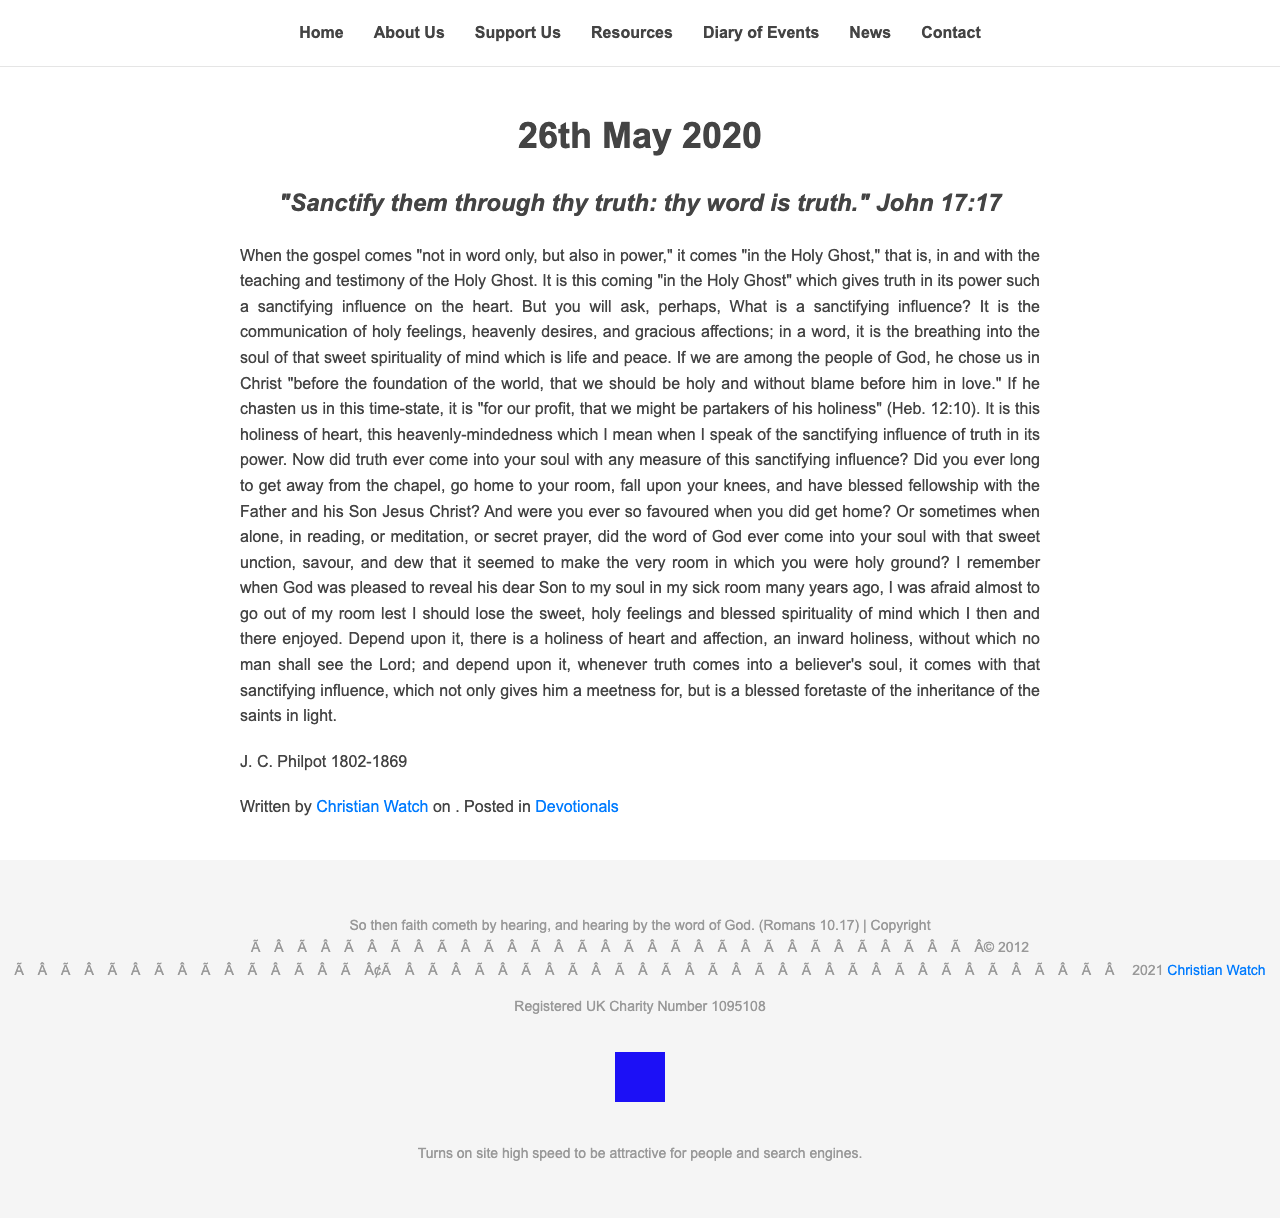 Home About Us Support Us Resources Diary of Events News Contact
26th May 2020
"Sanctify them through thy truth: thy word is truth." John 17:17
When the gospel comes "not in word only, but also in power," it comes "in the Holy Ghost," that is, in and with the
teaching and testimony of the Holy Ghost. It is this coming "in the Holy Ghost" which gives truth in its power such
a sanctifying influence on the heart. But you will ask, perhaps, What is a sanctifying influence? It is the
communication of holy feelings, heavenly desires, and gracious affections; in a word, it is the breathing into the
soul of that sweet spirituality of mind which is life and peace. If we are among the people of God, he chose us in
Christ "before the foundation of the world, that we should be holy and without blame before him in love." If he
chasten us in this time-state, it is "for our profit, that we might be partakers of his holiness" (Heb. 12:10). It is this
holiness of heart, this heavenly-mindedness which I mean when I speak of the sanctifying influence of truth in its
power. Now did truth ever come into your soul with any measure of this sanctifying influence? Did you ever long
to get away from the chapel, go home to your room, fall upon your knees, and have blessed fellowship with the
Father and his Son Jesus Christ? And were you ever so favoured when you did get home? Or sometimes when
alone, in reading, or meditation, or secret prayer, did the word of God ever come into your soul with that sweet
unction, savour, and dew that it seemed to make the very room in which you were holy ground? I remember
when God was pleased to reveal his dear Son to my soul in my sick room many years ago, I was afraid almost to
go out of my room lest I should lose the sweet, holy feelings and blessed spirituality of mind which I then and
there enjoyed. Depend upon it, there is a holiness of heart and affection, an inward holiness, without which no
man shall see the Lord; and depend upon it, whenever truth comes into a believer's soul, it comes with that
sanctifying influence, which not only gives him a meetness for, but is a blessed foretaste of the inheritance of the
saints in light.
J. C. Philpot 1802-1869
Written by Christian Watch on . Posted in Devotionals
So then faith cometh by hearing, and hearing by the word of God. (Romans 10.17) | Copyright
Ã Â Ã Â Ã Â Ã Â Ã Â Ã Â Ã Â Ã Â Ã Â Ã Â Ã Â Ã Â Ã Â Ã Â Ã Â Ã Â© 2012
Ã Â Ã Â Ã Â Ã Â Ã Â Ã Â Ã Â Ã Â¢Ã Â Ã Â Ã Â Ã Â Ã Â Ã Â Ã Â Ã Â Ã Â Ã Â Ã Â Ã Â Ã Â Ã Â Ã Â Ã Â 2021 Christian Watch
Registered UK Charity Number 1095108
Turns on site high speed to be attractive for people and search engines.